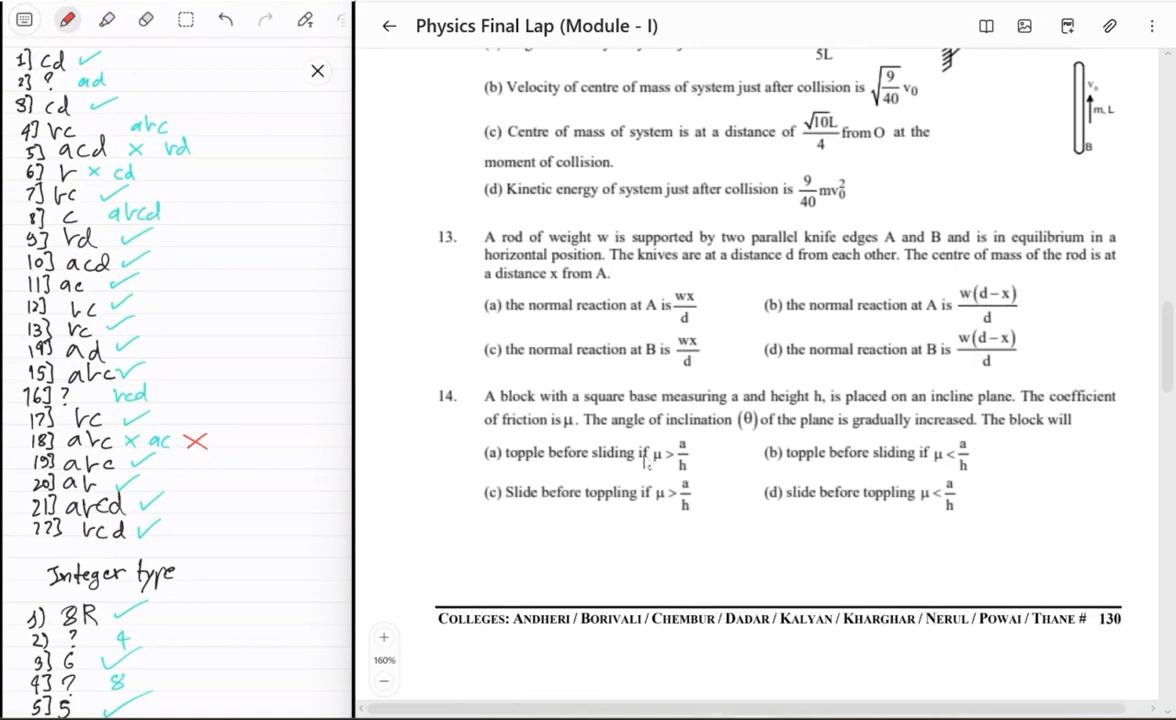 1] cd
2] ? ad
3] cd
4] bc abc
5] acd × bd
6] b × cd
7] bc
8] c abcd
9] bd
10] acd
11] ac
12] bc
13] bc
14] ad
15] abc
16] ? bcd
17] bc
18] abc × ac
19] abc
20] ab
21] abcd
22] bcd
Integer type
1) 8R
2) ? 4
3] 6
4] ? 8
5] 5
Physics Final Lap (Module - I)
5L
(b) Velocity of centre of mass of system just after collision is √(9/40) v₀
(c) Centre of mass of system is at a distance of √10L/4 from O at the
moment of collision.
(d) Kinetic energy of system just after collision is 9/40 mv₀²
v₀
m, L
B
13. A rod of weight w is supported by two parallel knife edges A and B and is in equilibrium in a
horizontal position. The knives are at a distance d from each other. The centre of mass of the rod is at
a distance x from A.
(a) the normal reaction at A is wx/d (b) the normal reaction at A is w(d−x)/d
(c) the normal reaction at B is wx/d (d) the normal reaction at B is w(d−x)/d
14. A block with a square base measuring a and height h, is placed on an incline plane. The coefficient
of friction is μ. The angle of inclination (θ) of the plane is gradually increased. The block will
(a) topple before sliding if μ > a/h (b) topple before sliding if μ < a/h
(c) Slide before toppling if μ > a/h (d) slide before toppling μ < a/h
COLLEGES: ANDHERI / BORIVALI / CHEMBUR / DADAR / KALYAN / KHARGHAR / NERUL / POWAI / THANE # 130
160%